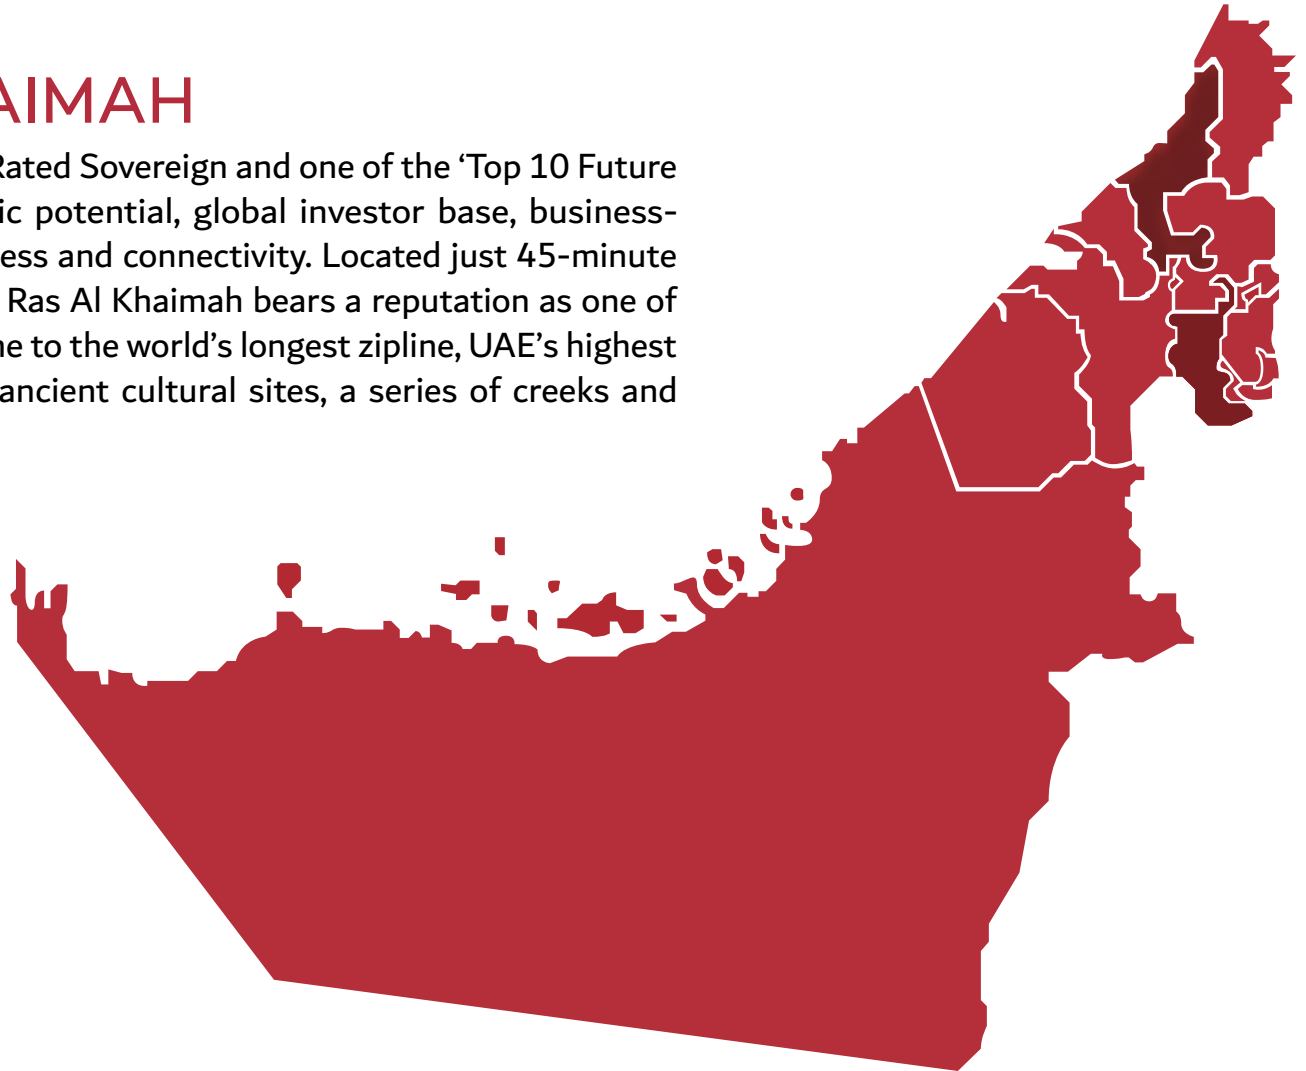 AIMAH
Rated Sovereign and one of the ‘Top 10 Future
ic potential, global investor base, business-
ess and connectivity. Located just 45-minute
Ras Al Khaimah bears a reputation as one of
ne to the world’s longest zipline, UAE’s highest
ancient cultural sites, a series of creeks and